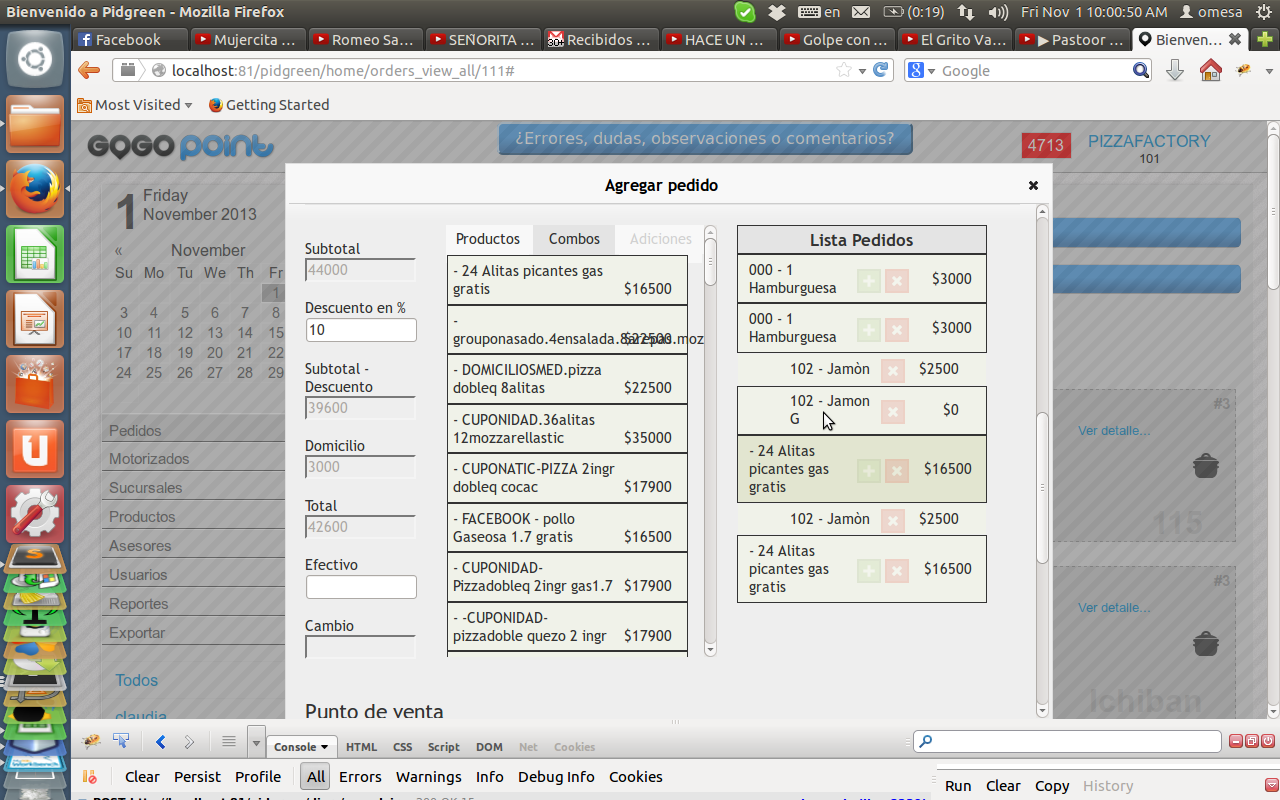 Bienvenido a Pidgreen - Mozilla Firefox
en
(0:19)
Fri Nov 1 10:00:50 AM
omesa
Facebook
Mujercita ...
Romeo Sa...
SEÑORITA ...
Recibidos ...
HACE UN ...
Golpe con ...
El Grito Va...
▶ Pastoor ...
Bienven...
localhost:81/pidgreen/home/orders_view_all/111#
Google
Most Visited
Getting Started
GOGO point
¿Errores, dudas, observaciones o comentarios?
4713
PIZZAFACTORY
101
1
Friday
November 2013
«
November
Su Mo Tu We Th Fr
1
3 4 5 6 7 8
10 11 12 13 14 15
17 18 19 20 21 22
24 25 26 27 28 29
Pedidos
Motorizados
Sucursales
Productos
Asesores
Usuarios
Reportes
Exportar
Todos
claudia
Agregar pedido
Subtotal
44000
Descuento en %
10
Subtotal -
Descuento
39600
Domicilio
3000
Total
42600
Efectivo
Cambio
Punto de venta
Productos
Combos
Adiciones
- 24 Alitas picantes gas
gratis $16500
-
grouponasado.4ensalada.8arepas.moz
$22500
- DOMICILIOSMED.pizza
dobleq 8alitas $22500
- CUPONIDAD.36alitas
12mozzarellastic $35000
- CUPONATIC-PIZZA 2ingr
dobleq cocac $17900
- FACEBOOK - pollo
Gaseosa 1.7 gratis $16500
- CUPONIDAD-
Pizzadobleq 2ingr gas1.7 $17900
- -CUPONIDAD-
pizzadoble quezo 2 ingr $17900
Lista Pedidos
000 - 1
Hamburguesa $3000
000 - 1
Hamburguesa $3000
102 - Jamòn $2500
102 - Jamon
G $0
- 24 Alitas
picantes gas $16500
gratis
102 - Jamòn $2500
- 24 Alitas
picantes gas $16500
gratis
#3
Ver detalle...
#3
Ver detalle...
ichiban
Console
HTML
CSS
Script
DOM
Net
Cookies
Clear
Persist
Profile
All
Errors
Warnings
Info
Debug Info
Cookies
Run
Clear
Copy
History